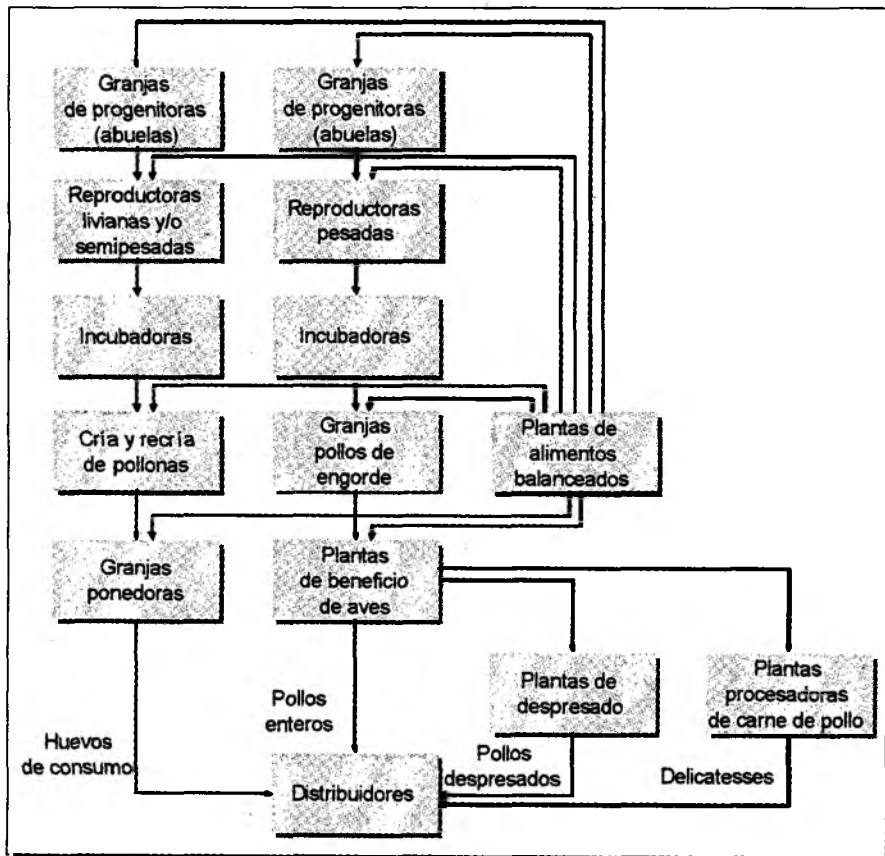 Granjas
de progenitoras
(abuelas)
Granjas
de progenitoras
(abuelas)
Reproductoras
livianas y/o
semipesadas
Reproductoras
pesadas
Incubadoras
Incubadoras
Cría y recría
de pollonas
Granjas
pollos de
engorde
Plantas de
alimentos
balanceados
Granjas
ponedoras
Plantas
de beneficio
de aves
Plantas de
despresado
Plantas
procesadoras
de carne de pollo
Pollos
enteros
Huevos
de consumo
Pollos
despresados
Delicatesses
Distribuidores